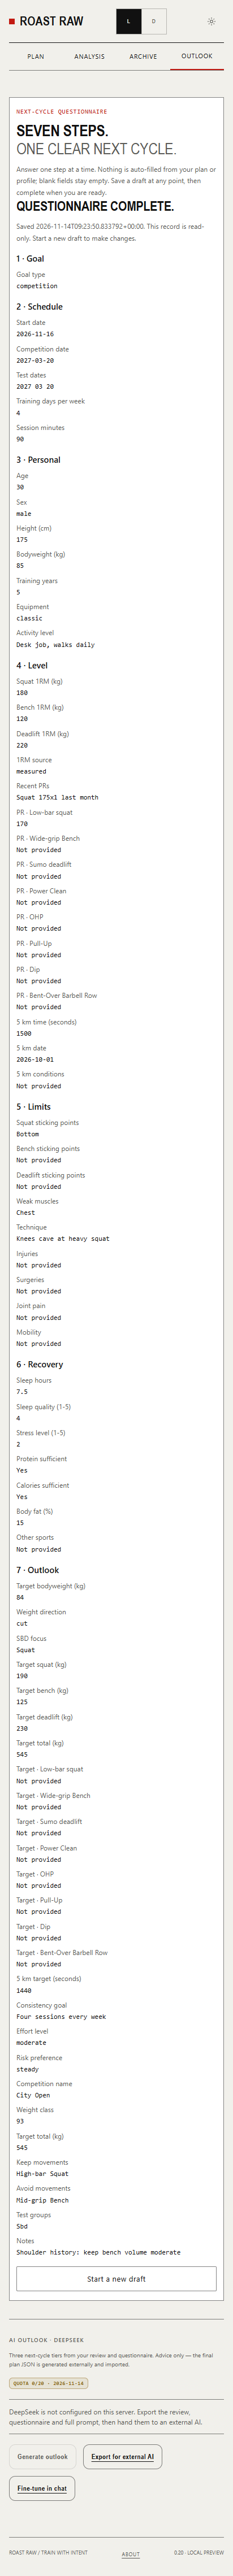 ROAST RAW
L
D
PLAN
ANALYSIS
ARCHIVE
OUTLOOK
NEXT-CYCLE QUESTIONNAIRE
SEVEN STEPS.
ONE CLEAR NEXT CYCLE.
Answer one step at a time. Nothing is auto-filled from your plan or
profile; blank fields stay empty. Save a draft at any point, then
complete when you are ready.
QUESTIONNAIRE COMPLETE.
Saved 2026-11-14T09:23:50.833792+00:00. This record is read-
only. Start a new draft to make changes.
1 · Goal
Goal type
competition
2 · Schedule
Start date
2026-11-16
Competition date
2027-03-20
Test dates
2027 03 20
Training days per week
4
Session minutes
90
3 · Personal
Age
30
Sex
male
Height (cm)
175
Bodyweight (kg)
85
Training years
5
Equipment
classic
Activity level
Desk job, walks daily
4 · Level
Squat 1RM (kg)
180
Bench 1RM (kg)
120
Deadlift 1RM (kg)
220
1RM source
measured
Recent PRs
Squat 175x1 last month
PR · Low-bar squat
170
PR · Wide-grip Bench
Not provided
PR · Sumo deadlift
Not provided
PR · Power Clean
Not provided
PR · OHP
Not provided
PR · Pull-Up
Not provided
PR · Dip
Not provided
PR · Bent-Over Barbell Row
Not provided
5 km time (seconds)
1500
5 km date
2026-10-01
5 km conditions
Not provided
5 · Limits
Squat sticking points
Bottom
Bench sticking points
Not provided
Deadlift sticking points
Not provided
Weak muscles
Chest
Technique
Knees cave at heavy squat
Injuries
Not provided
Surgeries
Not provided
Joint pain
Not provided
Mobility
Not provided
6 · Recovery
Sleep hours
7.5
Sleep quality (1-5)
4
Stress level (1-5)
2
Protein sufficient
Yes
Calories sufficient
Yes
Body fat (%)
15
Other sports
Not provided
7 · Outlook
Target bodyweight (kg)
84
Weight direction
cut
SBD focus
Squat
Target squat (kg)
190
Target bench (kg)
125
Target deadlift (kg)
230
Target total (kg)
545
Target · Low-bar squat
Not provided
Target · Wide-grip Bench
Not provided
Target · Sumo deadlift
Not provided
Target · Power Clean
Not provided
Target · OHP
Not provided
Target · Pull-Up
Not provided
Target · Dip
Not provided
Target · Bent-Over Barbell Row
Not provided
5 km target (seconds)
1440
Consistency goal
Four sessions every week
Effort level
moderate
Risk preference
steady
Competition name
City Open
Weight class
93
Target total (kg)
545
Keep movements
High-bar Squat
Avoid movements
Mid-grip Bench
Test groups
Sbd
Notes
Shoulder history: keep bench volume moderate
Start a new draft
AI OUTLOOK · DEEPSEEK
Three next-cycle tiers from your review and questionnaire. Advice only — the final
plan JSON is generated externally and imported.
QUOTA 0/20 · 2026-11-14
DeepSeek is not configured on this server. Export the review,
questionnaire and full prompt, then hand them to an external AI.
Generate outlook
Export for external AI
Fine-tune in chat
ROAST RAW / TRAIN WITH INTENT
ABOUT
0.20 · LOCAL PREVIEW